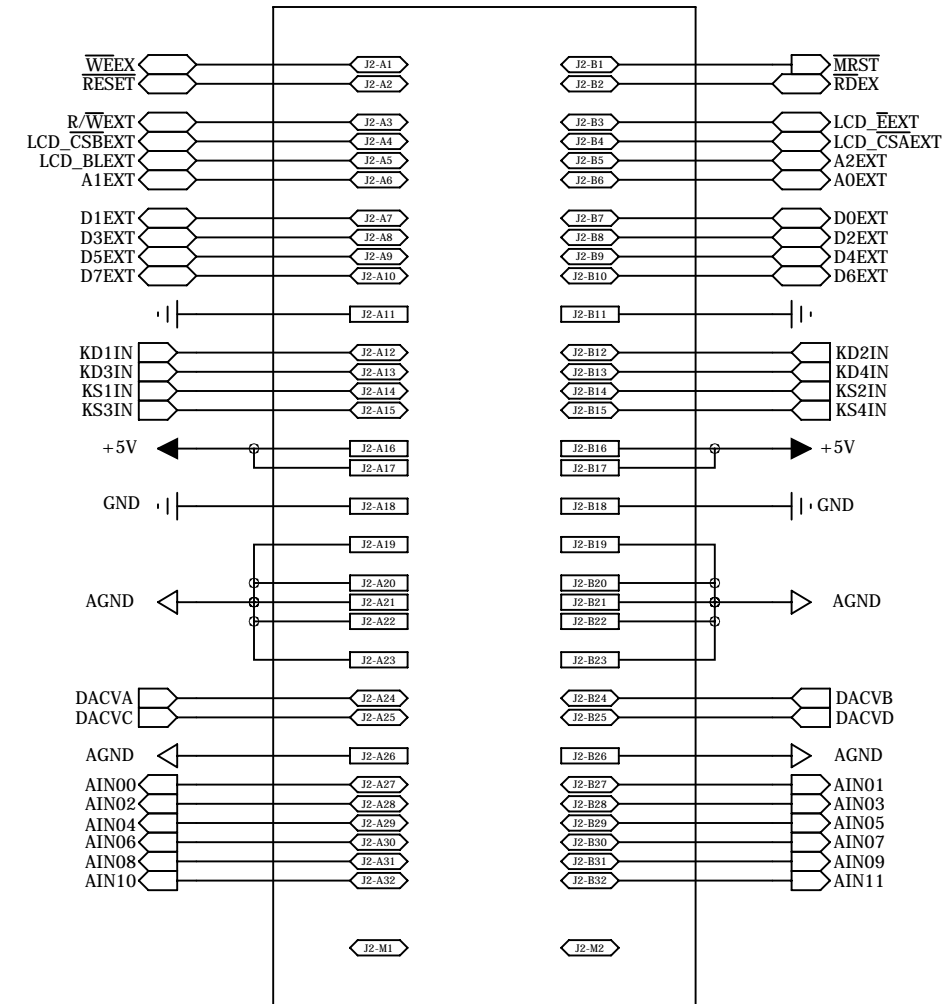 WEEX J2-A1 J2-B1 MRST
RESET J2-A2 J2-B2 RDEX
R/WEXT J2-A3 J2-B3 LCD_EEXT
LCD_CSBEXT J2-A4 J2-B4 LCD_CSAEXT
LCD_BLEXT J2-A5 J2-B5 A2EXT
A1EXT J2-A6 J2-B6 A0EXT
D1EXT J2-A7 J2-B7 D0EXT
D3EXT J2-A8 J2-B8 D2EXT
D5EXT J2-A9 J2-B9 D4EXT
D7EXT J2-A10 J2-B10 D6EXT
J2-A11 J2-B11
KD1IN J2-A12 J2-B12 KD2IN
KD3IN J2-A13 J2-B13 KD4IN
KS1IN J2-A14 J2-B14 KS2IN
KS3IN J2-A15 J2-B15 KS4IN
+5V J2-A16 J2-B16 +5V
J2-A17 J2-B17
GND J2-A18 J2-B18 GND
J2-A19 J2-B19
J2-A20 J2-B20
AGND J2-A21 J2-B21 AGND
J2-A22 J2-B22
J2-A23 J2-B23
DACVA J2-A24 J2-B24 DACVB
DACVC J2-A25 J2-B25 DACVD
AGND J2-A26 J2-B26 AGND
AIN00 J2-A27 J2-B27 AIN01
AIN02 J2-A28 J2-B28 AIN03
AIN04 J2-A29 J2-B29 AIN05
AIN06 J2-A30 J2-B30 AIN07
AIN08 J2-A31 J2-B31 AIN09
AIN10 J2-A32 J2-B32 AIN11
J2-M1 J2-M2